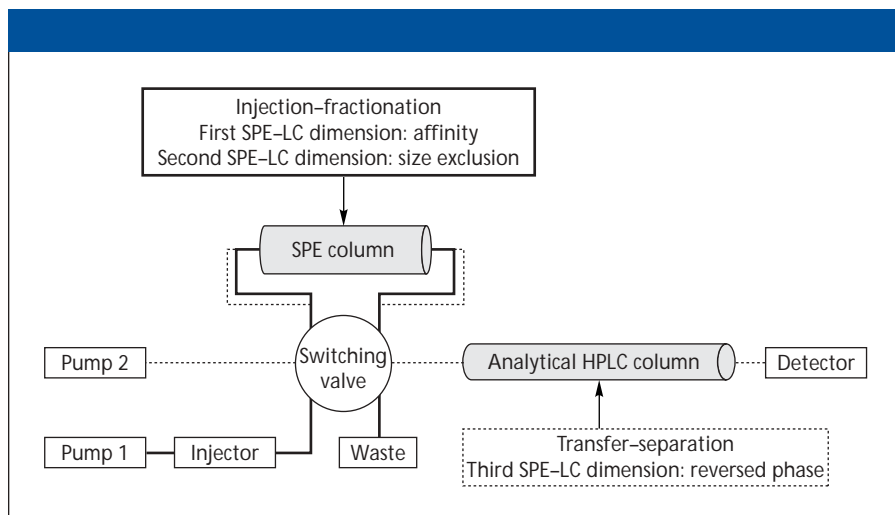 Injection–fractionation
First SPE–LC dimension: affinity
Second SPE–LC dimension: size exclusion
SPE column
Pump 2
Switching
valve
Analytical HPLC column
Detector
Pump 1
Injector
Waste
Transfer–separation
Third SPE–LC dimension: reversed phase